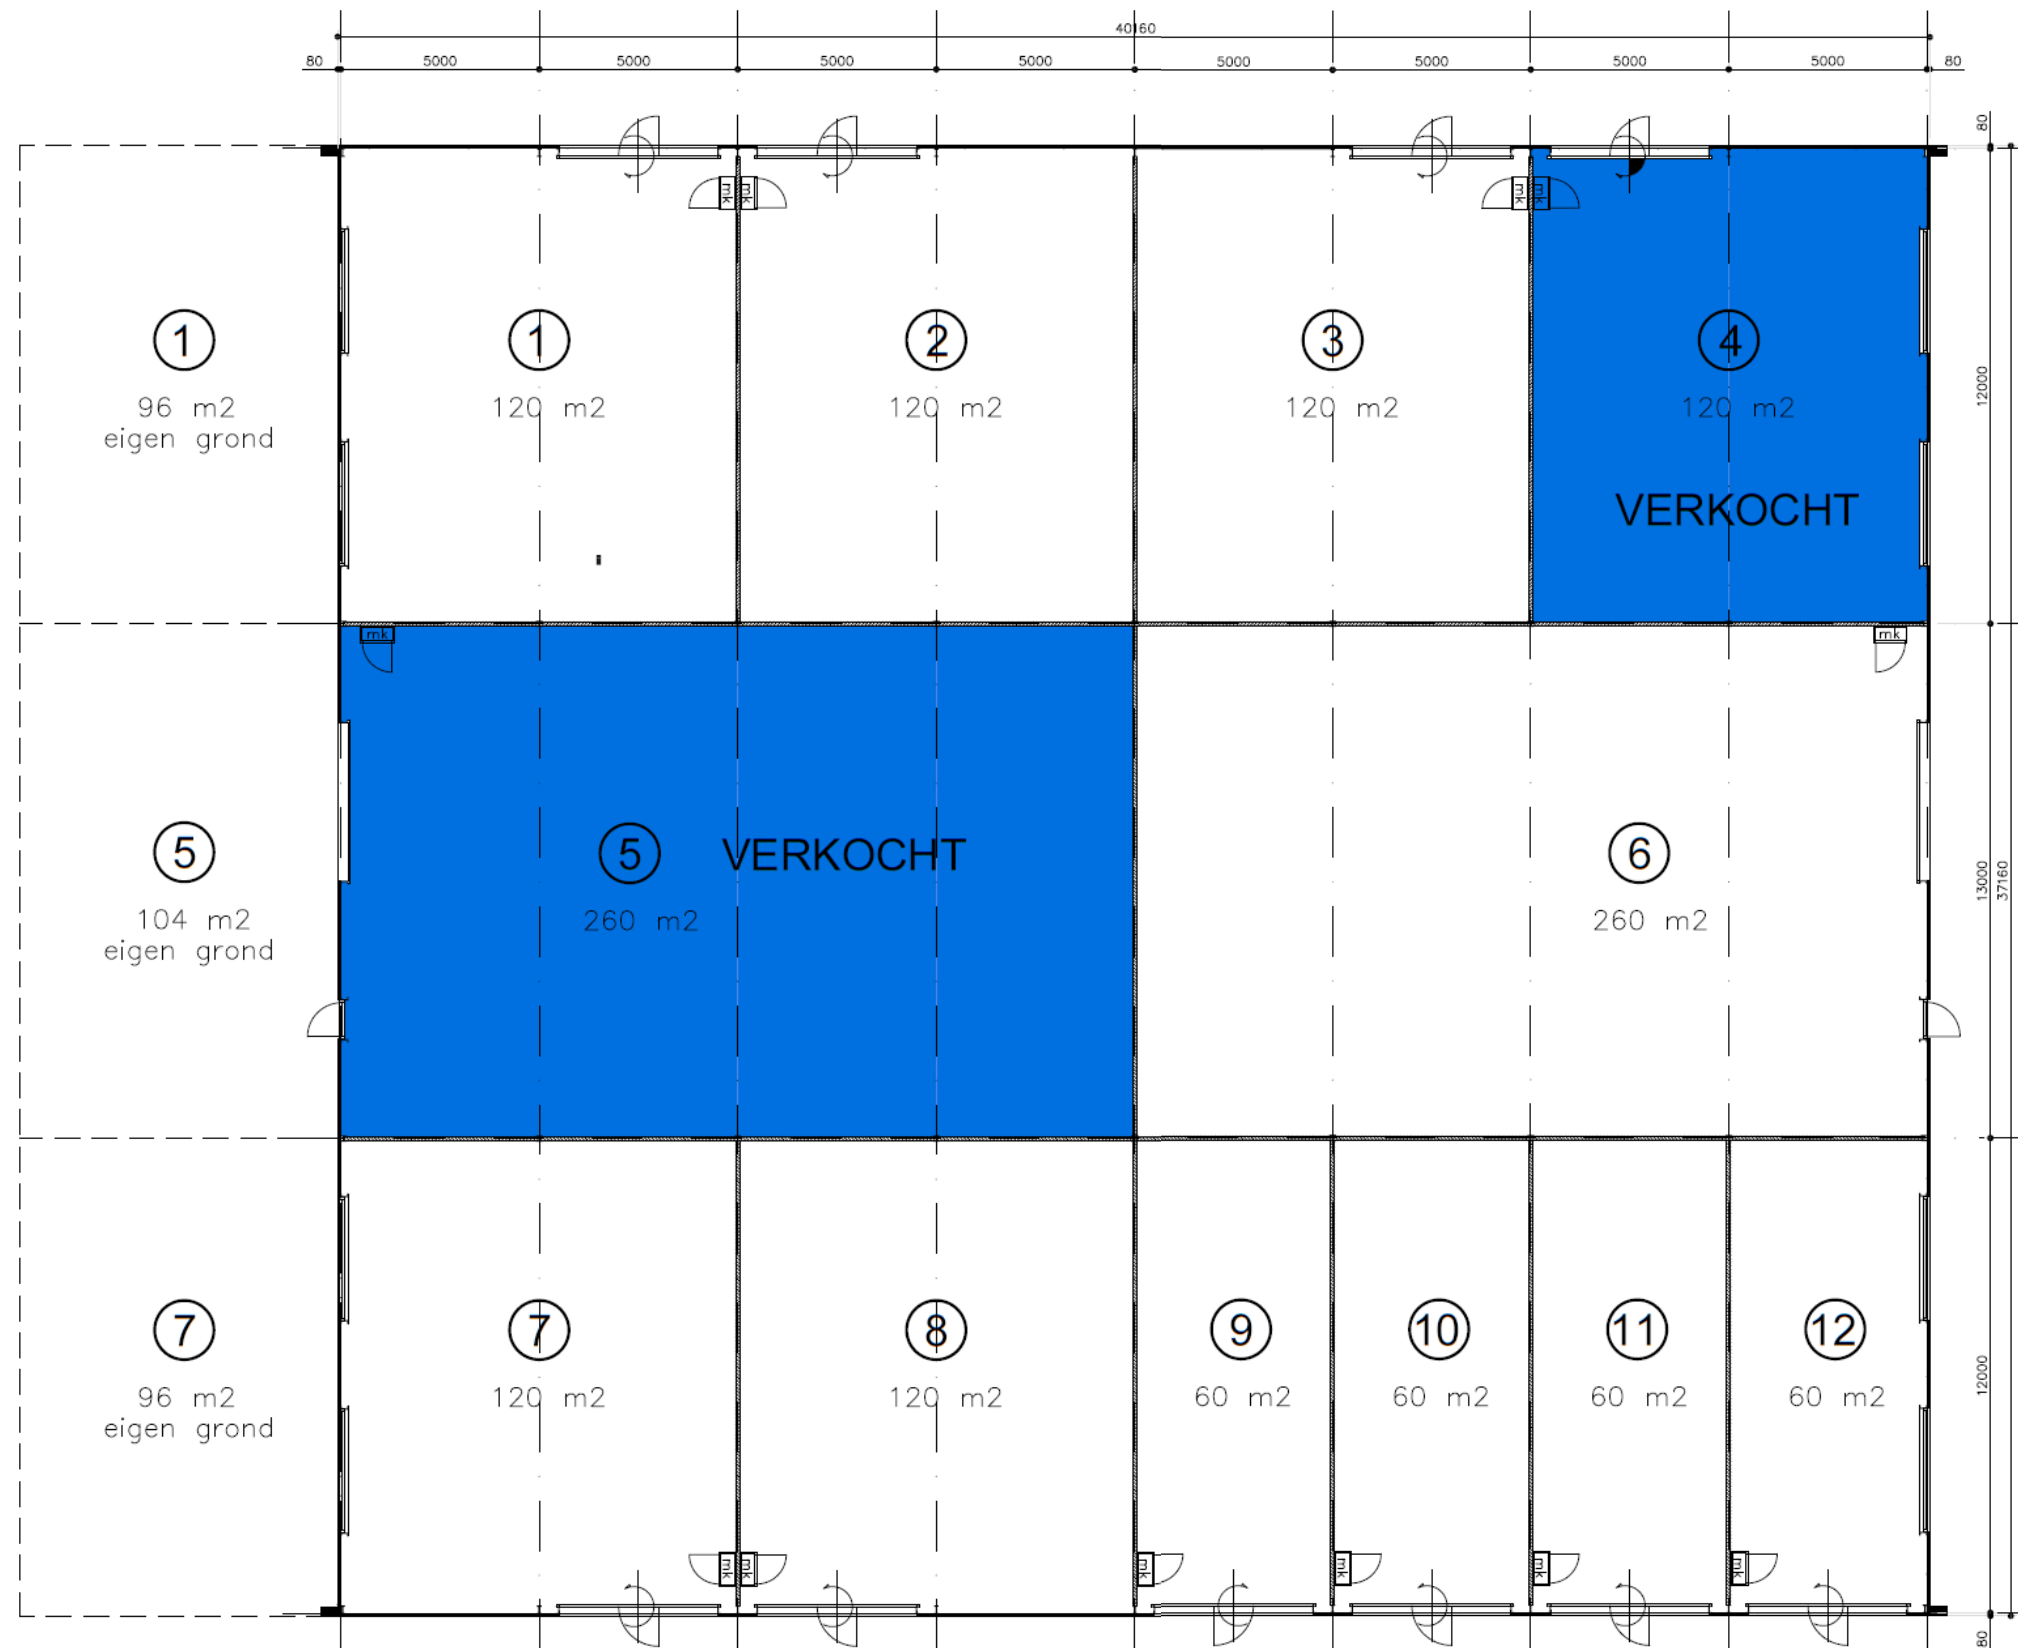 40160
80 5000 5000 5000 5000 5000 5000 5000 5000 80
80
mk mk mk mk
1 1 2 3 4
96 m2 120 m2 120 m2 120 m2 120 m2
eigen grond
12000
VERKOCHT
mk mk
5 5 VERKOCHT 6
104 m2 260 m2 260 m2
eigen grond
13000
37160
7 7 8 9 10 11 12
96 m2 120 m2 120 m2 60 m2 60 m2 60 m2 60 m2
eigen grond
12000
mk mk mk mk mk mk
80